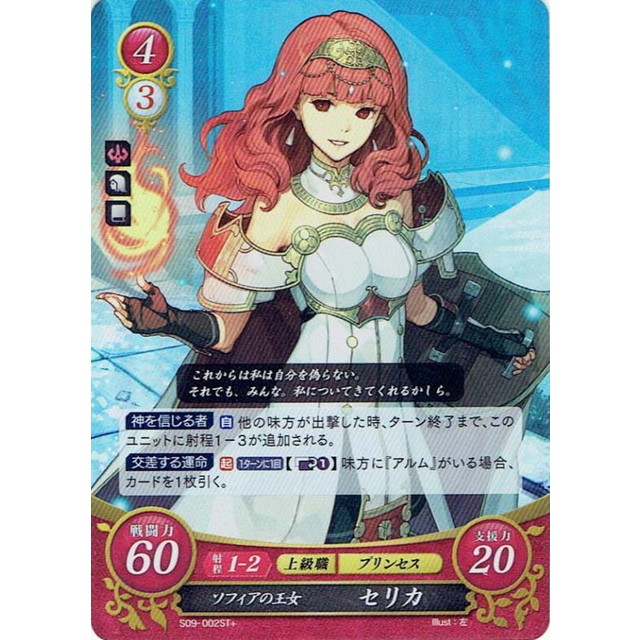 4
3
これからは私は自分を偽らない。
それでも、みんな。私についてきてくれるかしら。
神を信じる者 自 他の味方が出撃した時、ターン終了まで、この
ユニットに射程1-3が追加される。
交差する運命 起 1ターンに1回 【1】味方に『アルム』がいる場合、
カードを1枚引く。
戦闘力 60 射程 1-2 上級職 プリンセス 支援力 20
ソフィアの王女 セリカ
S09-002ST+ Illust：左